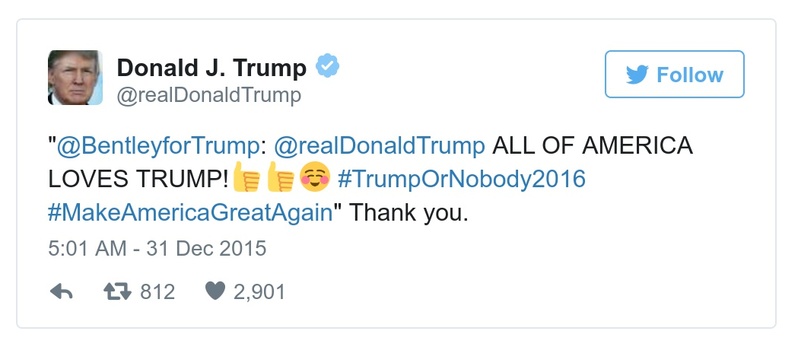 Donald J. Trump
@realDonaldTrump
Follow
"@BentleyforTrump: @realDonaldTrump ALL OF AMERICA
LOVES TRUMP!👍👍☺️ #TrumpOrNobody2016
#MakeAmericaGreatAgain" Thank you.
5:01 AM - 31 Dec 2015
812 2,901